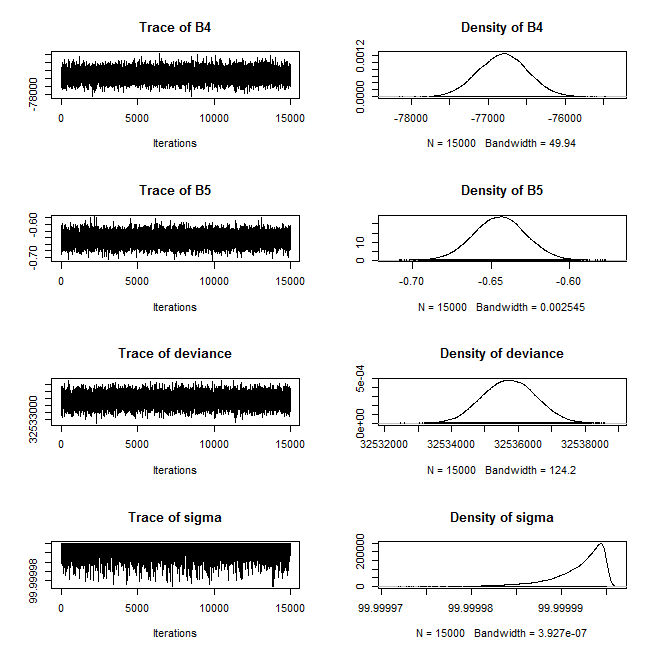 Trace of B4
Density of B4
-78000
0 5000 10000 15000
Iterations
0.0000 0.0012
-78000 -77000 -76000
N = 15000 Bandwidth = 49.94
Trace of B5
Density of B5
-0.70 -0.60
0 5000 10000 15000
Iterations
0 10
-0.70 -0.65 -0.60
N = 15000 Bandwidth = 0.002545
Trace of deviance
Density of deviance
32533000
0 5000 10000 15000
Iterations
0e+00 5e-04
32532000 32534000 32536000 32538000
N = 15000 Bandwidth = 124.2
Trace of sigma
Density of sigma
99.99998
0 5000 10000 15000
Iterations
0 200000
99.99997 99.99998 99.99999
N = 15000 Bandwidth = 3.927e-07